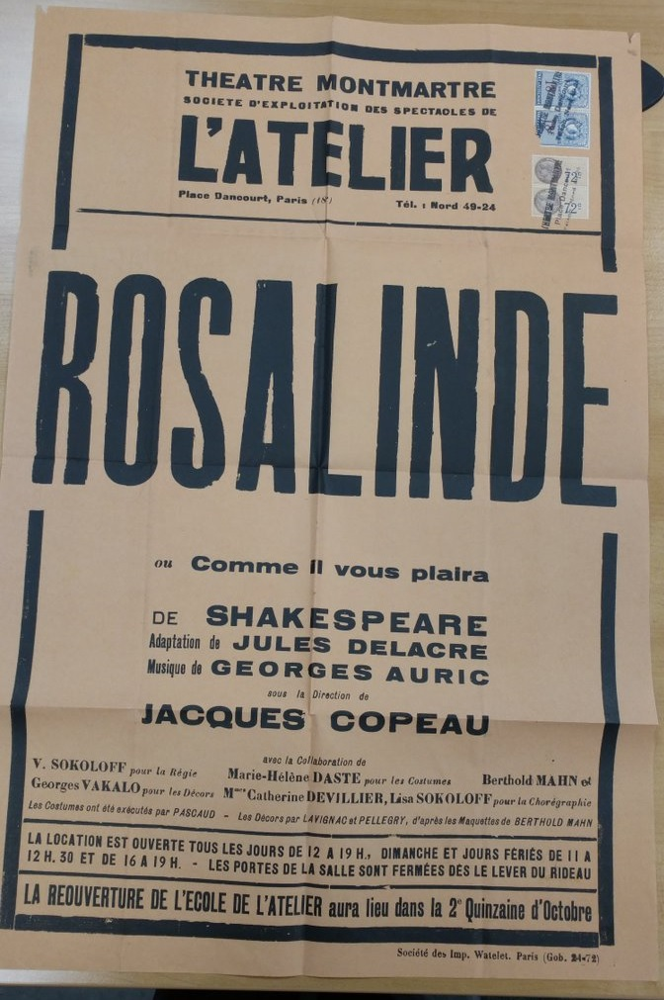 THEATRE MONTMARTRE
SOCIETE D'EXPLOITATION DES SPECTACLES DE
L'ATELIER
Place Dancourt, Paris (18e) Tél. : Nord 49-24
72c
72c
ROSALINDE
ou Comme il vous plaira
DE SHAKESPEARE
Adaptation de JULES DELACRE
Musique de GEORGES AURIC
sous la Direction de
JACQUES COPEAU
avec la Collaboration de
V. SOKOLOFF pour la Régie Marie-Hélène DASTE pour les Costumes Berthold MAHN et
Georges VAKALO pour les Décors Mmes Catherine DEVILLIER, Lisa SOKOLOFF pour la Chorégraphie
Les Costumes ont été exécutés par PASCAUD - Les Décors par LAVIGNAC et PELLEGRY, d'après les Maquettes de BERTHOLD MAHN
LA LOCATION EST OUVERTE TOUS LES JOURS DE 12 A 19 H., DIMANCHE ET JOURS FÉRIÉS DE 11 A
12 H. 30 ET DE 16 A 19 H. - LES PORTES DE LA SALLE SONT FERMÉES DÈS LE LEVER DU RIDEAU
LA REOUVERTURE DE L'ECOLE DE L'ATELIER aura lieu dans la 2e Quinzaine d'Octobre
Société des Imp. Watelet. Paris (Gob. 24-72)